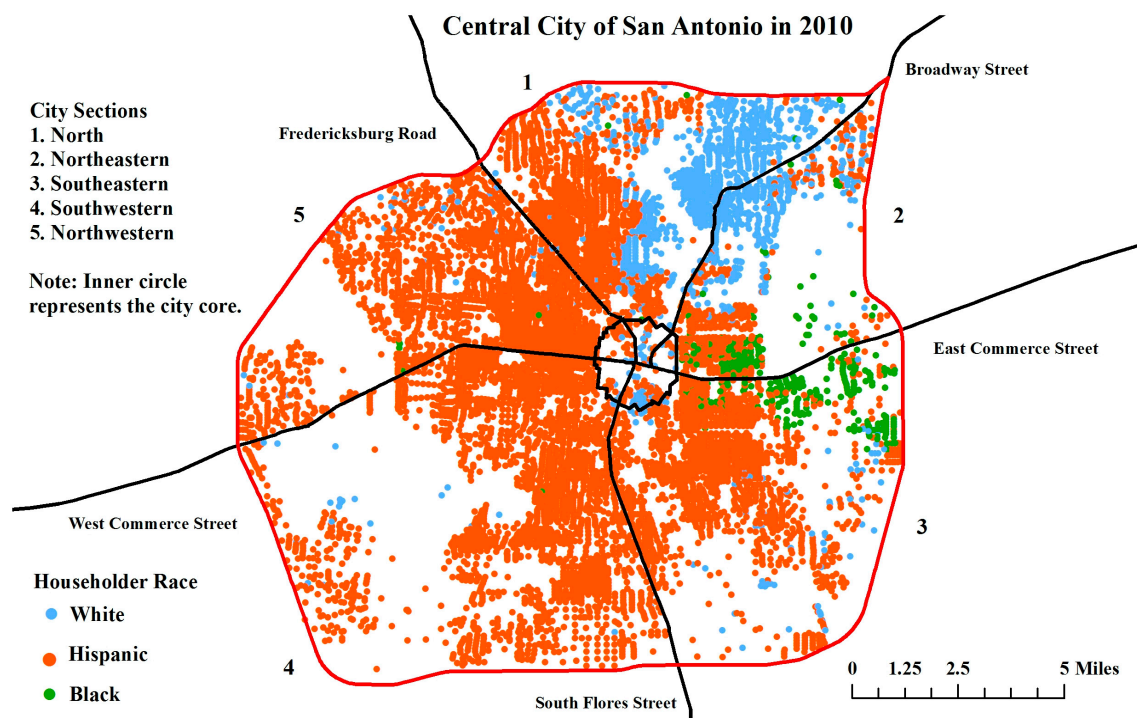 Central City of San Antonio in 2010
Broadway Street
1
City Sections
1. North
2. Northeastern
3. Southeastern
4. Southwestern
5. Northwestern
Fredericksburg Road
5
2
Note: Inner circle
represents the city core.
East Commerce Street
West Commerce Street
3
Householder Race
White
Hispanic
Black
4
0 1.25 2.5 5 Miles
South Flores Street